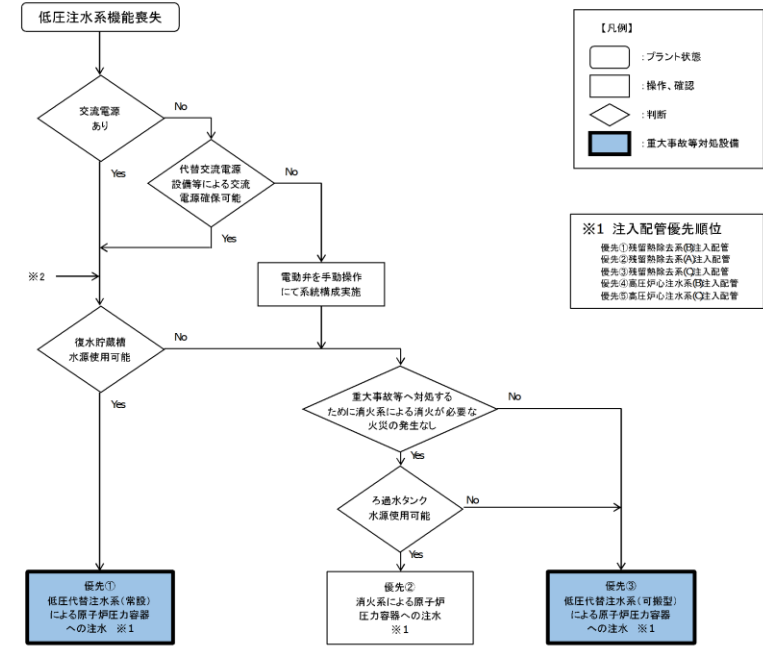 低圧注水系機能喪失
交流電源
あり
No
Yes
代替交流電源
設備等による交流
電源確保可能
No
Yes
※2
電動弁を手動操作
にて系統構成実施
復水貯蔵槽
水源使用可能
No
Yes
重大事故等へ対処する
ために消火系による消火が必要な
火災の発生なし
No
Yes
ろ過水タンク
水源使用可能
No
Yes
優先①
低圧代替注水系(常設)
による原子炉圧力容器
への注水 ※1
優先②
消火系による原子炉
圧力容器への注水
※1
優先③
低圧代替注水系(可搬型)
による原子炉圧力容器
への注水 ※1
【凡例】
:プラント状態
:操作、確認
:判断
:重大事故等対処設備
※1 注入配管優先順位
優先①残留熱除去系(B)注入配管
優先②残留熱除去系(A)注入配管
優先③残留熱除去系(C)注入配管
優先④高圧炉心注水系(B)注入配管
優先⑤高圧炉心注水系(C)注入配管